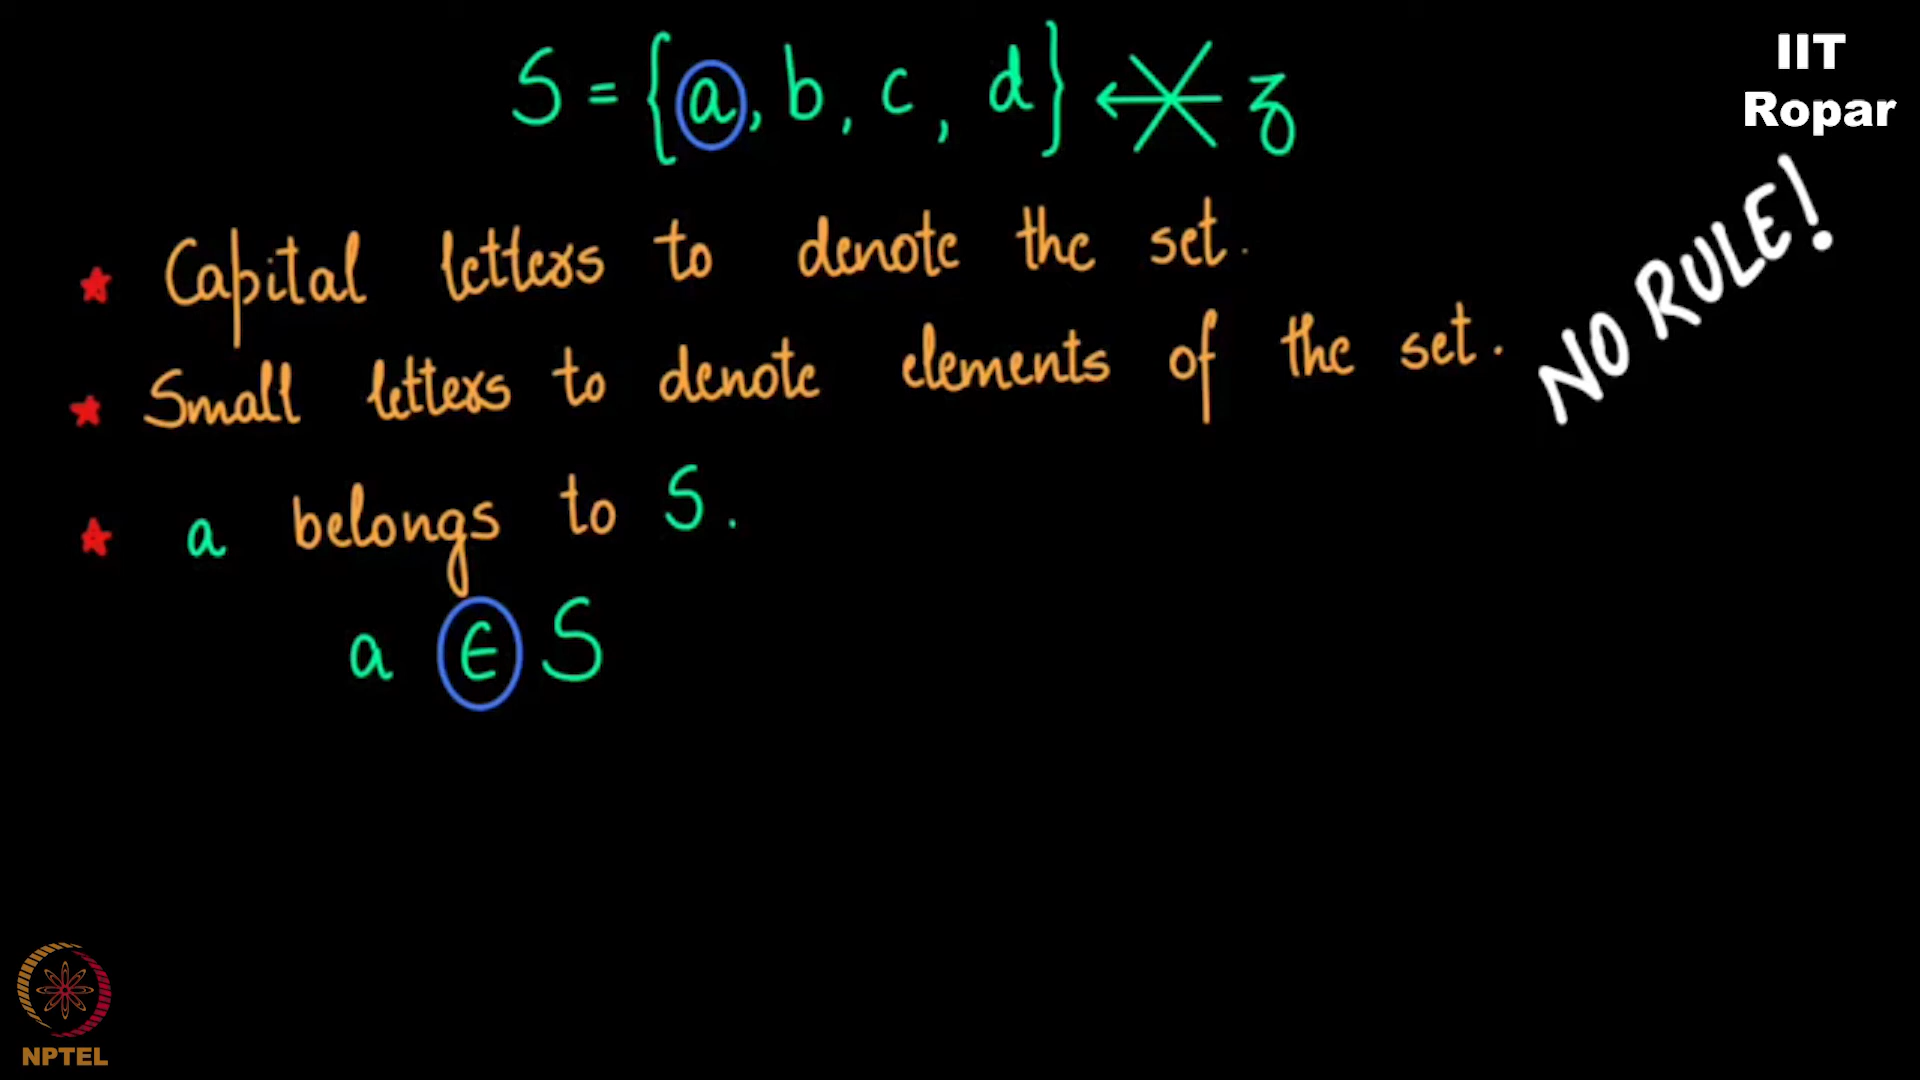 S = {a, b, c, d} ← z
IIT
Ropar
★ Capital letters to denote the set.
★ Small letters to denote elements of the set.
NO RULE!
★ a belongs to S.
a ∈ S
NPTEL